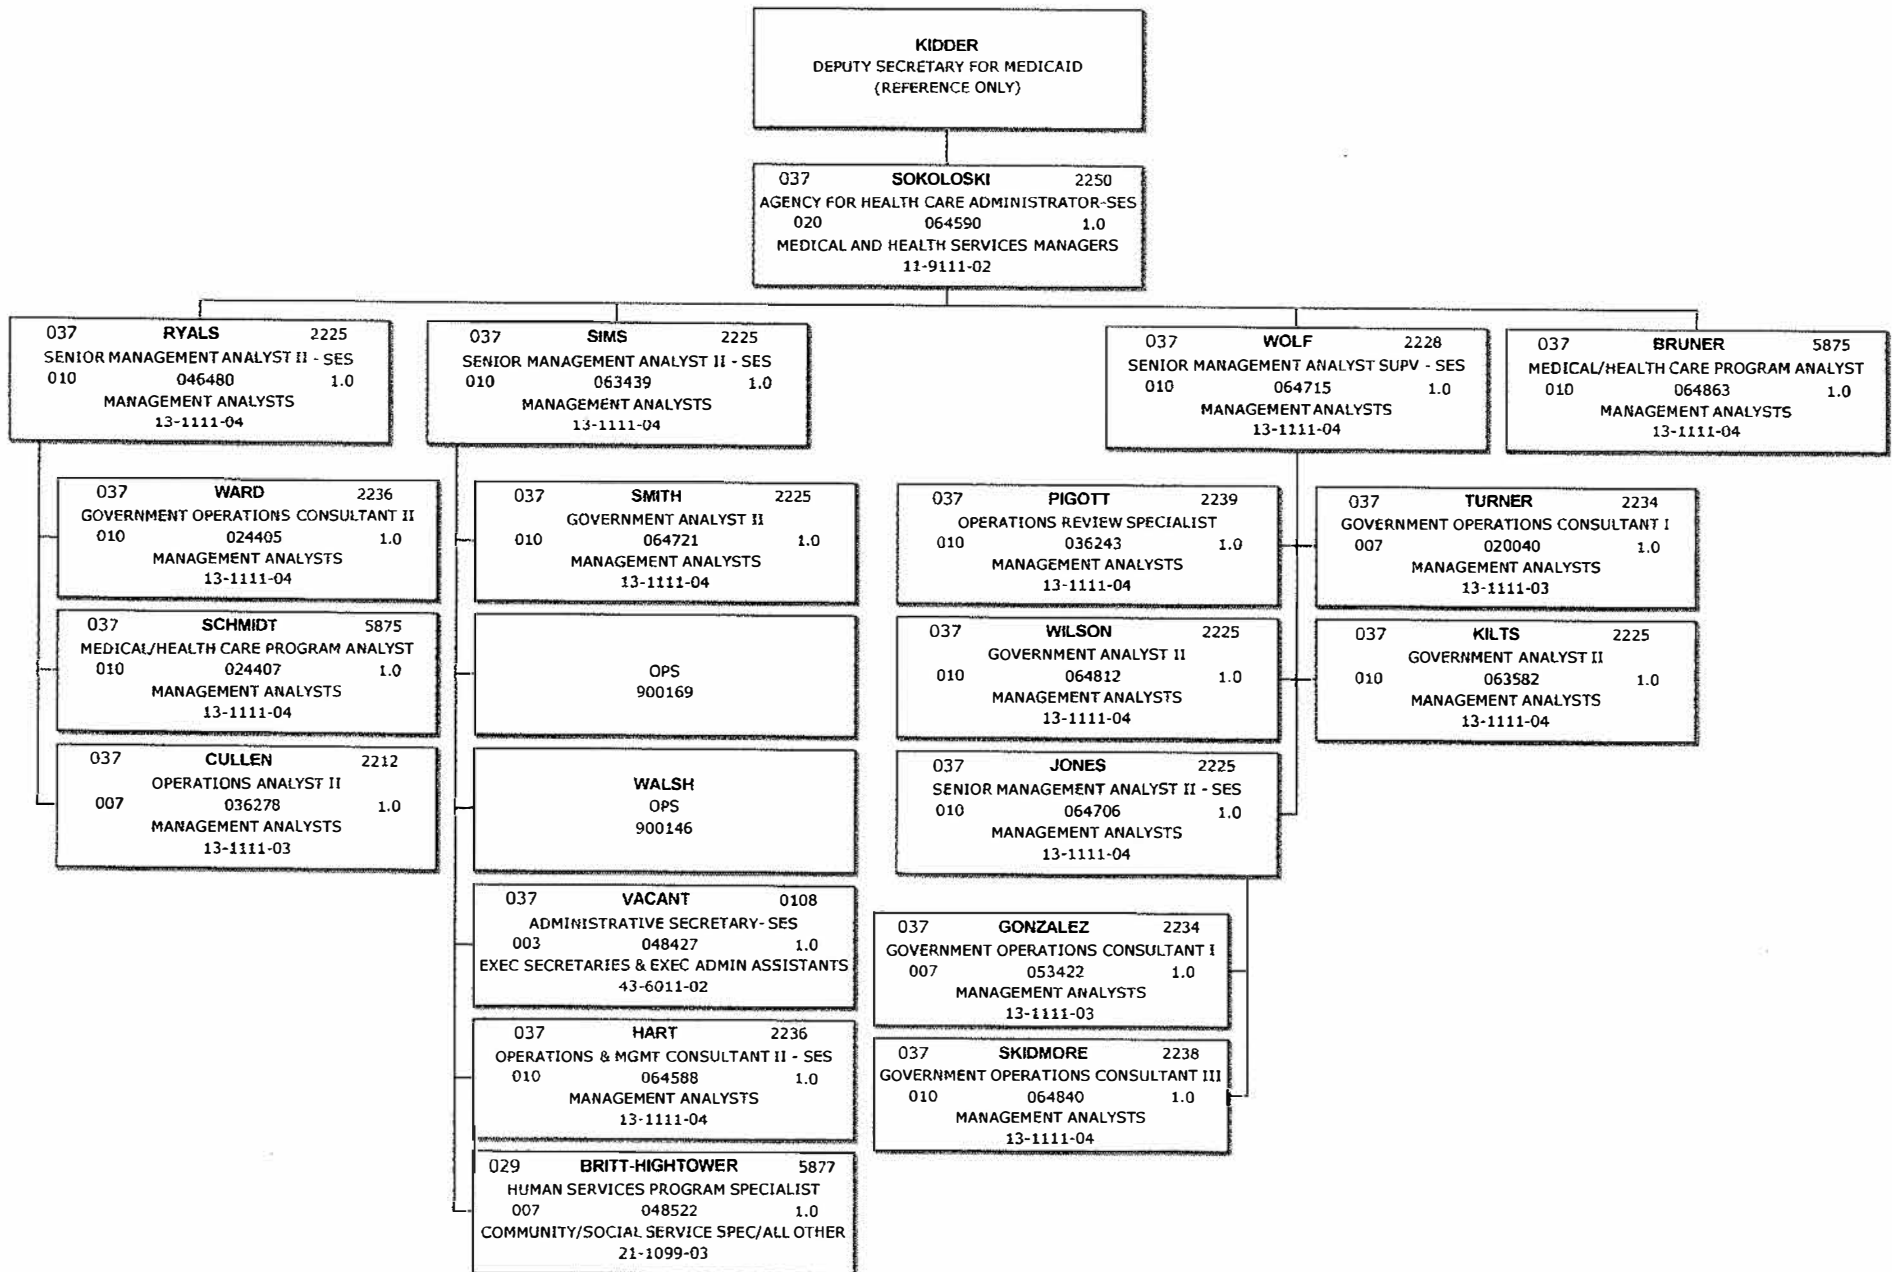 KIDDER
DEPUTY SECRETARY FOR MEDICAID
(REFERENCE ONLY)
037 SOKOLOSKI 2250
AGENCY FOR HEALTH CARE ADMINISTRATOR-SES
020 064590 1.0
MEDICAL AND HEALTH SERVICES MANAGERS
11-9111-02
037 RYALS 2225
SENIOR MANAGEMENT ANALYST II - SES
010 046480 1.0
MANAGEMENT ANALYSTS
13-1111-04
037 SIMS 2225
SENIOR MANAGEMENT ANALYST II - SES
010 063439 1.0
MANAGEMENT ANALYSTS
13-1111-04
037 WOLF 2228
SENIOR MANAGEMENT ANALYST SUPV - SES
010 064715 1.0
MANAGEMENT ANALYSTS
13-1111-04
037 BRUNER 5875
MEDICAL/HEALTH CARE PROGRAM ANALYST
010 064863 1.0
MANAGEMENT ANALYSTS
13-1111-04
037 WARD 2236
GOVERNMENT OPERATIONS CONSULTANT II
010 024405 1.0
MANAGEMENT ANALYSTS
13-1111-04
037 SCHMIDT 5875
MEDICAL/HEALTH CARE PROGRAM ANALYST
010 024407 1.0
MANAGEMENT ANALYSTS
13-1111-04
037 CULLEN 2212
OPERATIONS ANALYST II
007 036278 1.0
MANAGEMENT ANALYSTS
13-1111-03
037 SMITH 2225
GOVERNMENT ANALYST II
010 064721 1.0
MANAGEMENT ANALYSTS
13-1111-04
OPS
900169
WALSH
OPS
900146
037 VACANT 0108
ADMINISTRATIVE SECRETARY- SES
003 048427 1.0
EXEC SECRETARIES & EXEC ADMIN ASSISTANTS
43-6011-02
037 HART 2236
OPERATIONS & MGMT CONSULTANT II - SES
010 064588 1.0
MANAGEMENT ANALYSTS
13-1111-04
029 BRITT-HIGHTOWER 5877
HUMAN SERVICES PROGRAM SPECIALIST
007 048522 1.0
COMMUNITY/SOCIAL SERVICE SPEC/ALL OTHER
21-1099-03
037 PIGOTT 2239
OPERATIONS REVIEW SPECIALIST
010 036243 1.0
MANAGEMENT ANALYSTS
13-1111-04
037 WILSON 2225
GOVERNMENT ANALYST II
010 064812 1.0
MANAGEMENT ANALYSTS
13-1111-04
037 JONES 2225
SENIOR MANAGEMENT ANALYST II - SES
010 064706 1.0
MANAGEMENT ANALYSTS
13-1111-04
037 GONZALEZ 2234
GOVERNMENT OPERATIONS CONSULTANT I
007 053422 1.0
MANAGEMENT ANALYSTS
13-1111-03
037 SKIDMORE 2238
GOVERNMENT OPERATIONS CONSULTANT III
010 064840 1.0
MANAGEMENT ANALYSTS
13-1111-04
037 TURNER 2234
GOVERNMENT OPERATIONS CONSULTANT I
007 020040 1.0
MANAGEMENT ANALYSTS
13-1111-03
037 KILTS 2225
GOVERNMENT ANALYST II
010 063582 1.0
MANAGEMENT ANALYSTS
13-1111-04